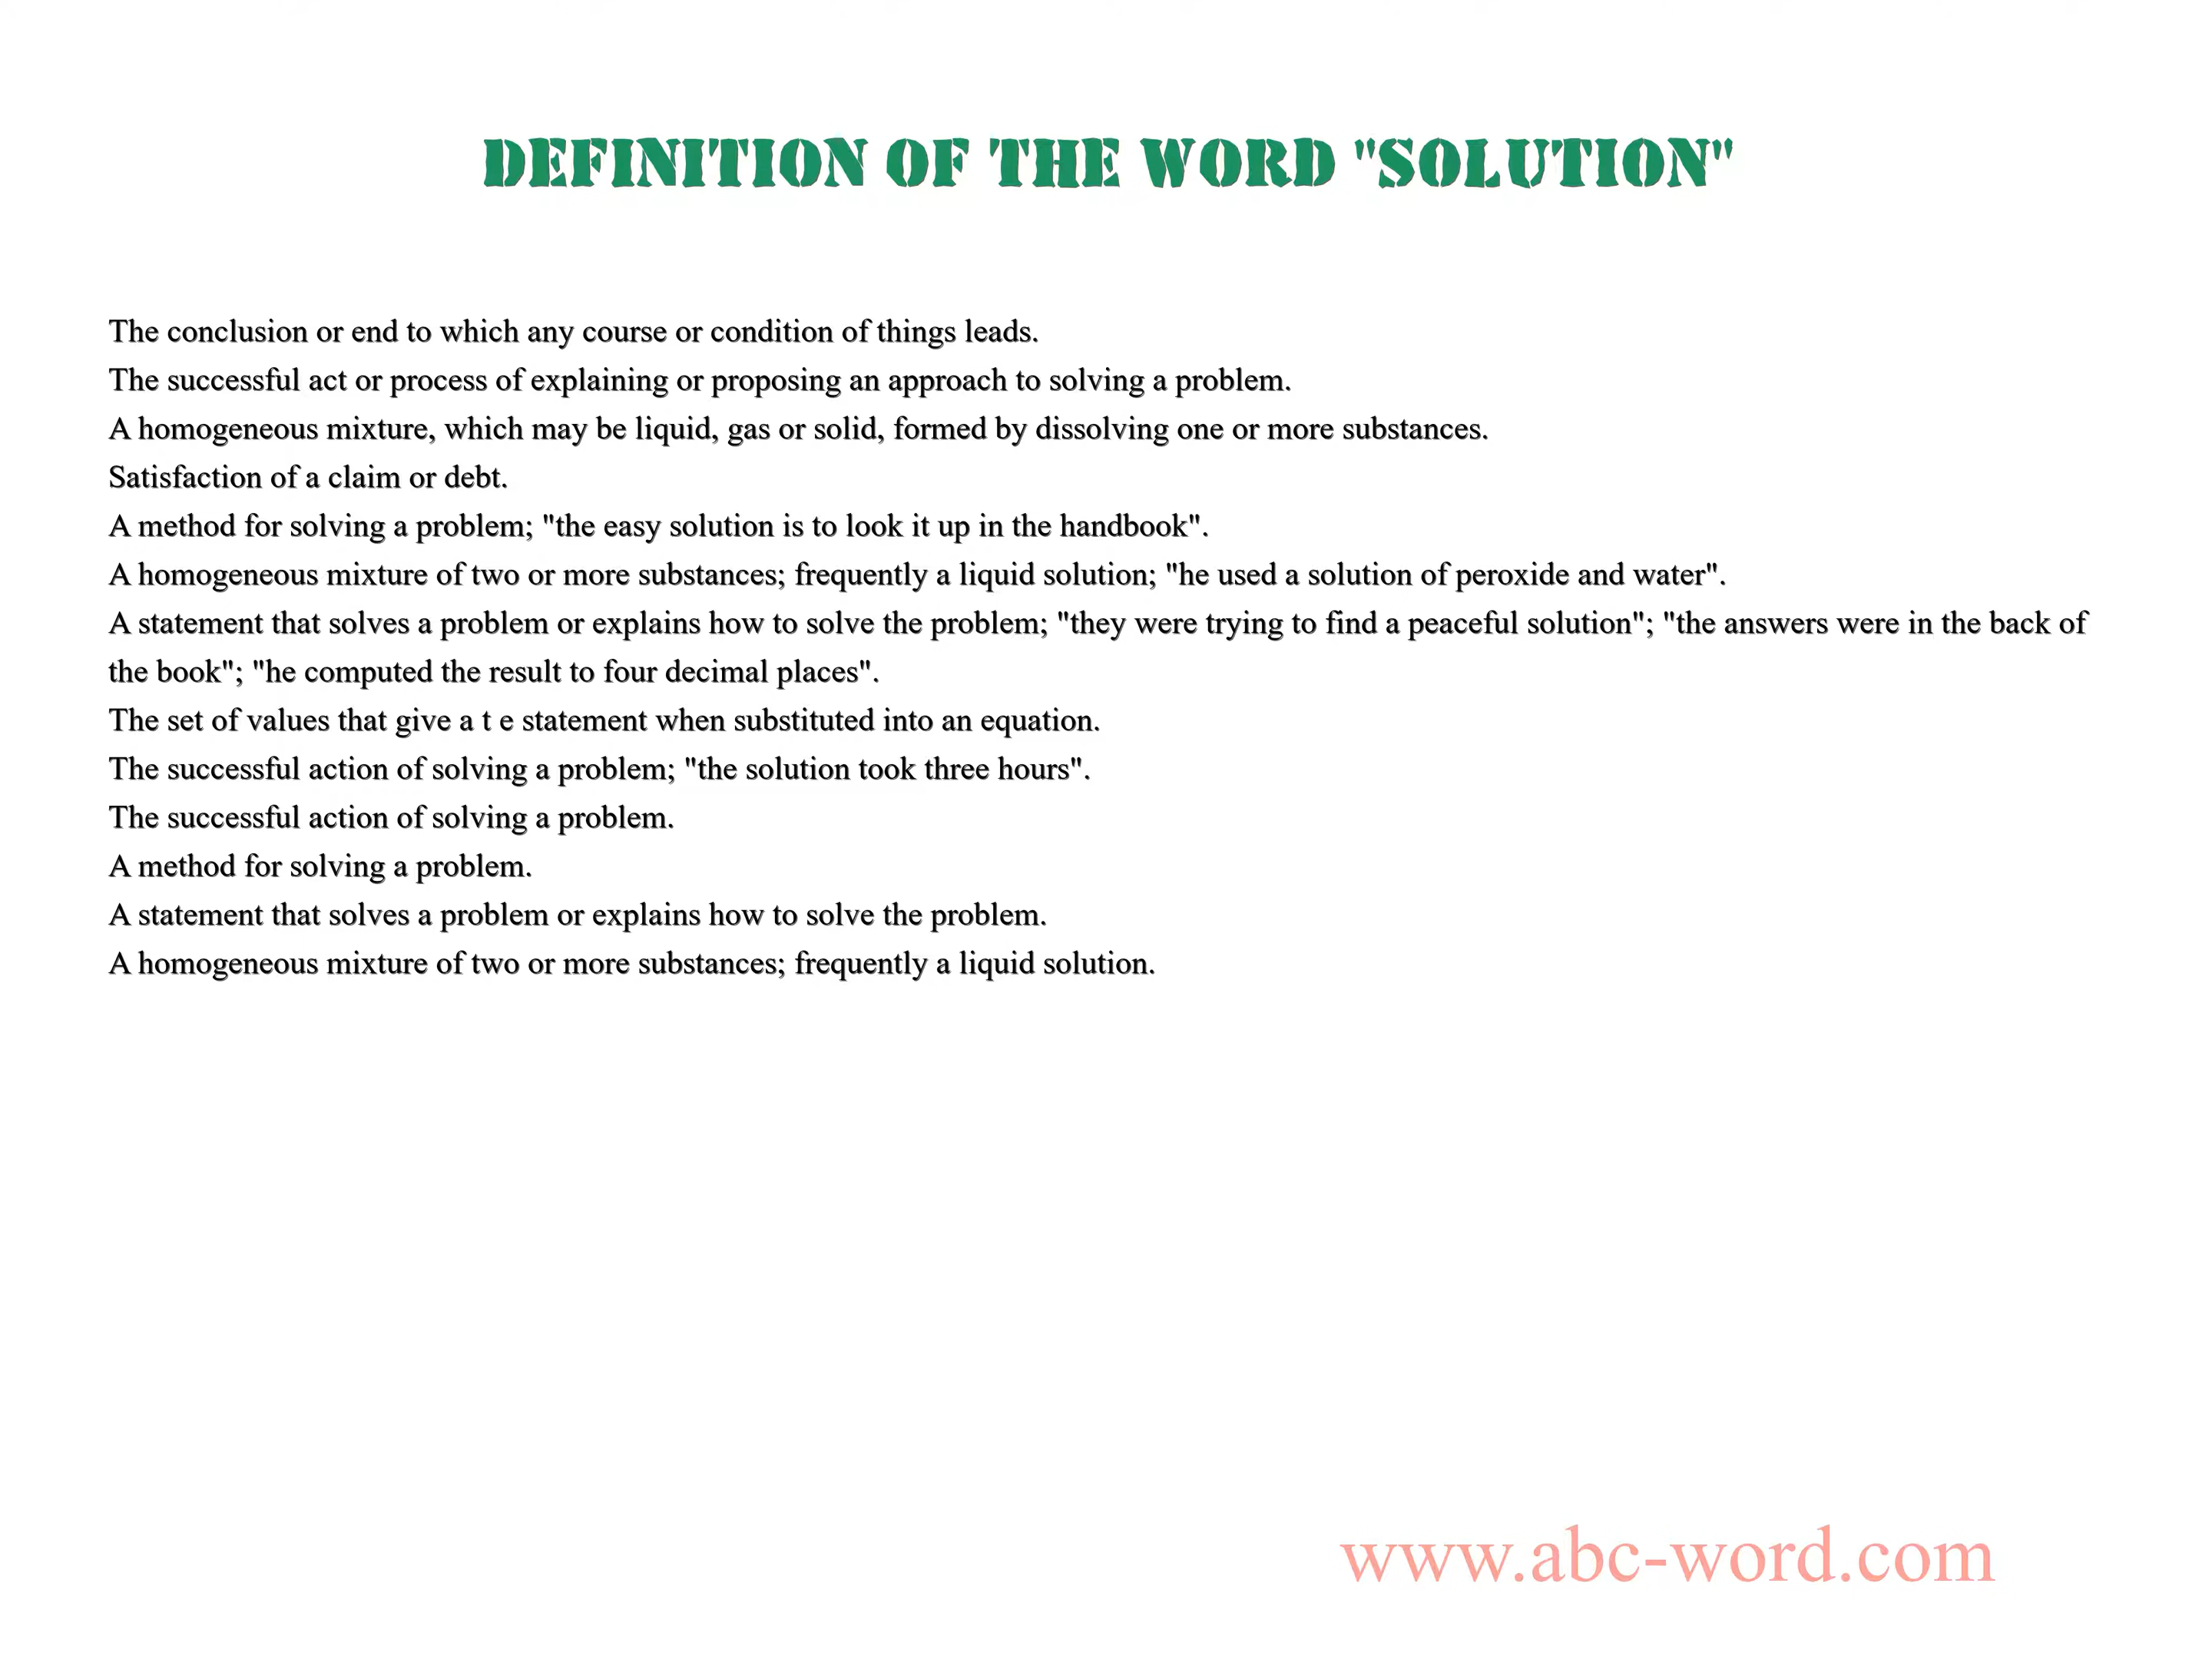 DEFINITION OF THE WORD "SOLUTION"
The conclusion or end to which any course or condition of things leads.
The successful act or process of explaining or proposing an approach to solving a problem.
A homogeneous mixture, which may be liquid, gas or solid, formed by dissolving one or more substances.
Satisfaction of a claim or debt.
A method for solving a problem; "the easy solution is to look it up in the handbook".
A homogeneous mixture of two or more substances; frequently a liquid solution; "he used a solution of peroxide and water".
A statement that solves a problem or explains how to solve the problem; "they were trying to find a peaceful solution"; "the answers were in the back of
the book"; "he computed the result to four decimal places".
The set of values that give a t e statement when substituted into an equation.
The successful action of solving a problem; "the solution took three hours".
The successful action of solving a problem.
A method for solving a problem.
A statement that solves a problem or explains how to solve the problem.
A homogeneous mixture of two or more substances; frequently a liquid solution.
www.abc-word.com